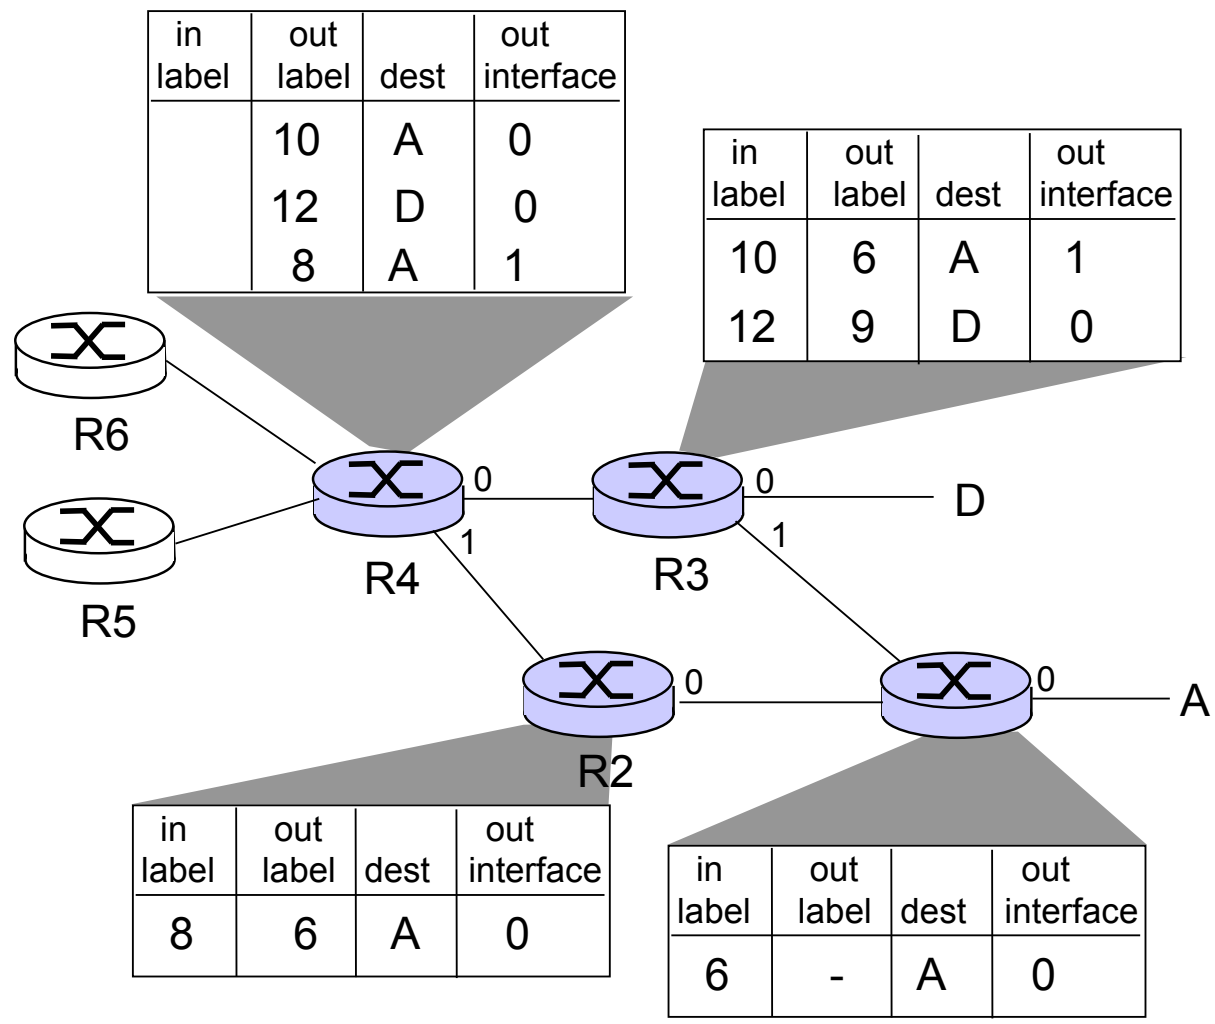 in out out
label label dest interface
10 A 0
12 D 0
8 A 1
in out out
label label dest interface
10 6 A 1
12 9 D 0
R6
R5
0
1
R4
0
1
R3
D
0
R2
0
A
in out out
label label dest interface
8 6 A 0
in out out
label label dest interface
6 - A 0